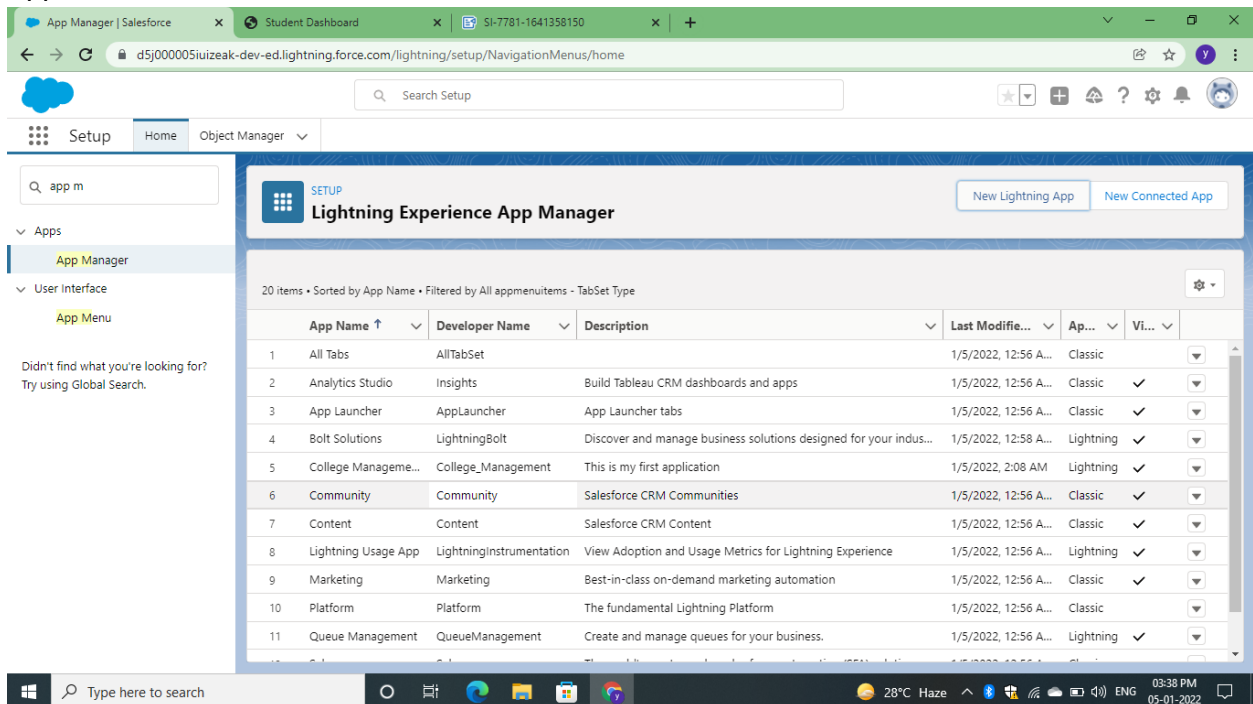 App Manager | Salesforce
Student Dashboard
SI-7781-1641358150
d5j000005iuizeak-dev-ed.lightning.force.com/lightning/setup/NavigationMenus/home
y
Search Setup
Setup Home Object Manager
app m
Apps
App Manager
User Interface
App Menu
Didn't find what you're looking for?
Try using Global Search.
SETUP
Lightning Experience App Manager
New Lightning App New Connected App
20 items • Sorted by App Name • Filtered by All appmenuitems - TabSet Type
App Name ↑ Developer Name Description Last Modifie... Ap... Vi...
1 All Tabs AllTabSet 1/5/2022, 12:56 A... Classic
2 Analytics Studio Insights Build Tableau CRM dashboards and apps 1/5/2022, 12:56 A... Classic
3 App Launcher AppLauncher App Launcher tabs 1/5/2022, 12:56 A... Classic
4 Bolt Solutions LightningBolt Discover and manage business solutions designed for your indus... 1/5/2022, 12:58 A... Lightning
5 College Manageme... College_Management This is my first application 1/5/2022, 2:08 AM Lightning
6 Community Community Salesforce CRM Communities 1/5/2022, 12:56 A... Classic
7 Content Content Salesforce CRM Content 1/5/2022, 12:56 A... Classic
8 Lightning Usage App LightningInstrumentation View Adoption and Usage Metrics for Lightning Experience 1/5/2022, 12:56 A... Lightning
9 Marketing Marketing Best-in-class on-demand marketing automation 1/5/2022, 12:56 A... Classic
10 Platform Platform The fundamental Lightning Platform 1/5/2022, 12:56 A... Classic
11 Queue Management QueueManagement Create and manage queues for your business. 1/5/2022, 12:56 A... Lightning
Type here to search
28°C Haze
ENG
03:38 PM
05-01-2022